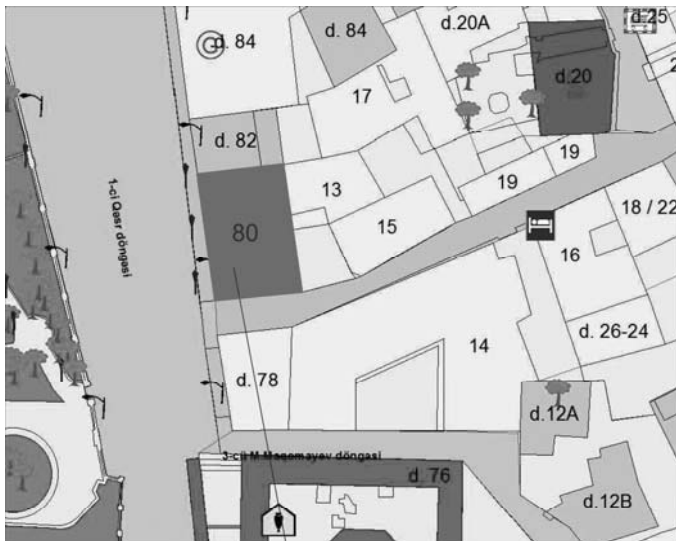 d. 84
d. 84
d.20A
d.25
17
d.20
2
d. 82
13
19
19
80
15
18 / 22
16
1-ci Qəsr döngəsi
14
d. 26-24
d. 78
d.12A
3-cü M.Maqomayev döngəsi
d. 76
d.12B